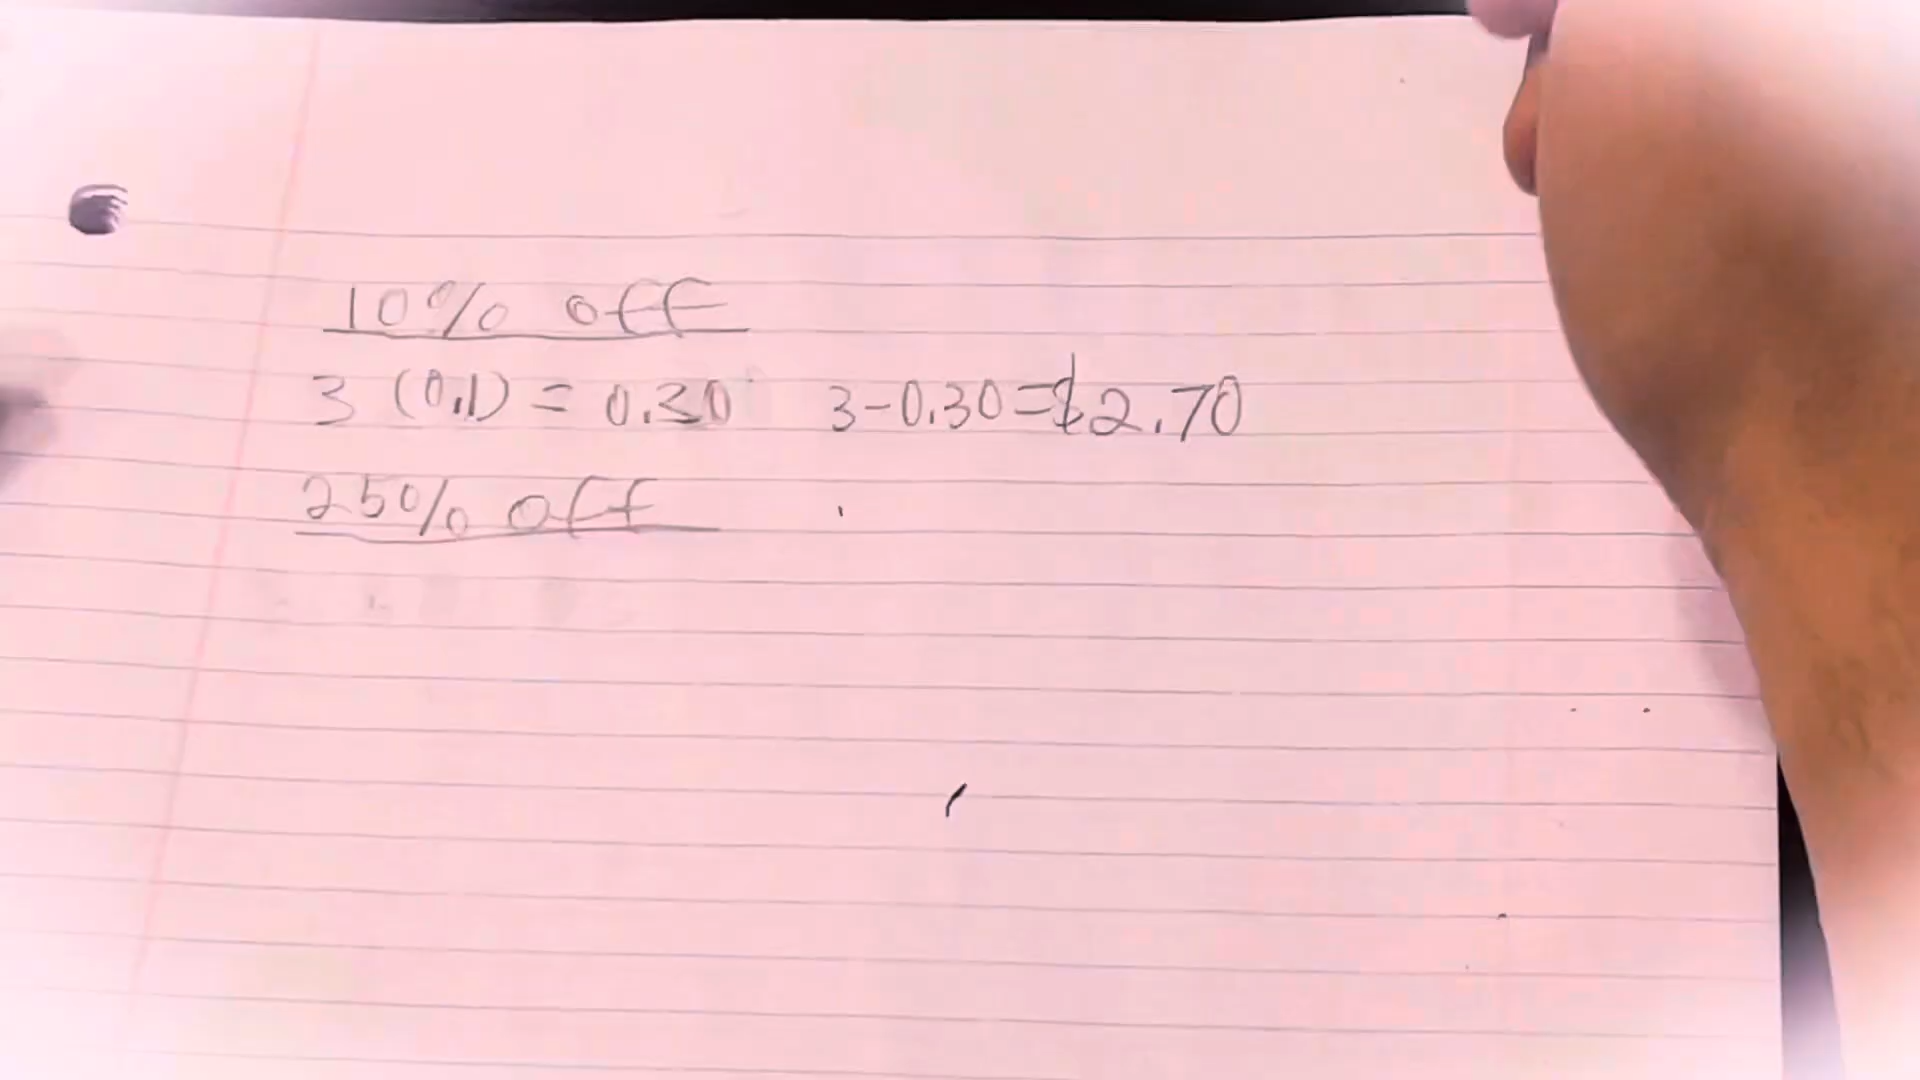 10% off
3 (0.1) = 0.30 3-0.30=$2.70
25% off